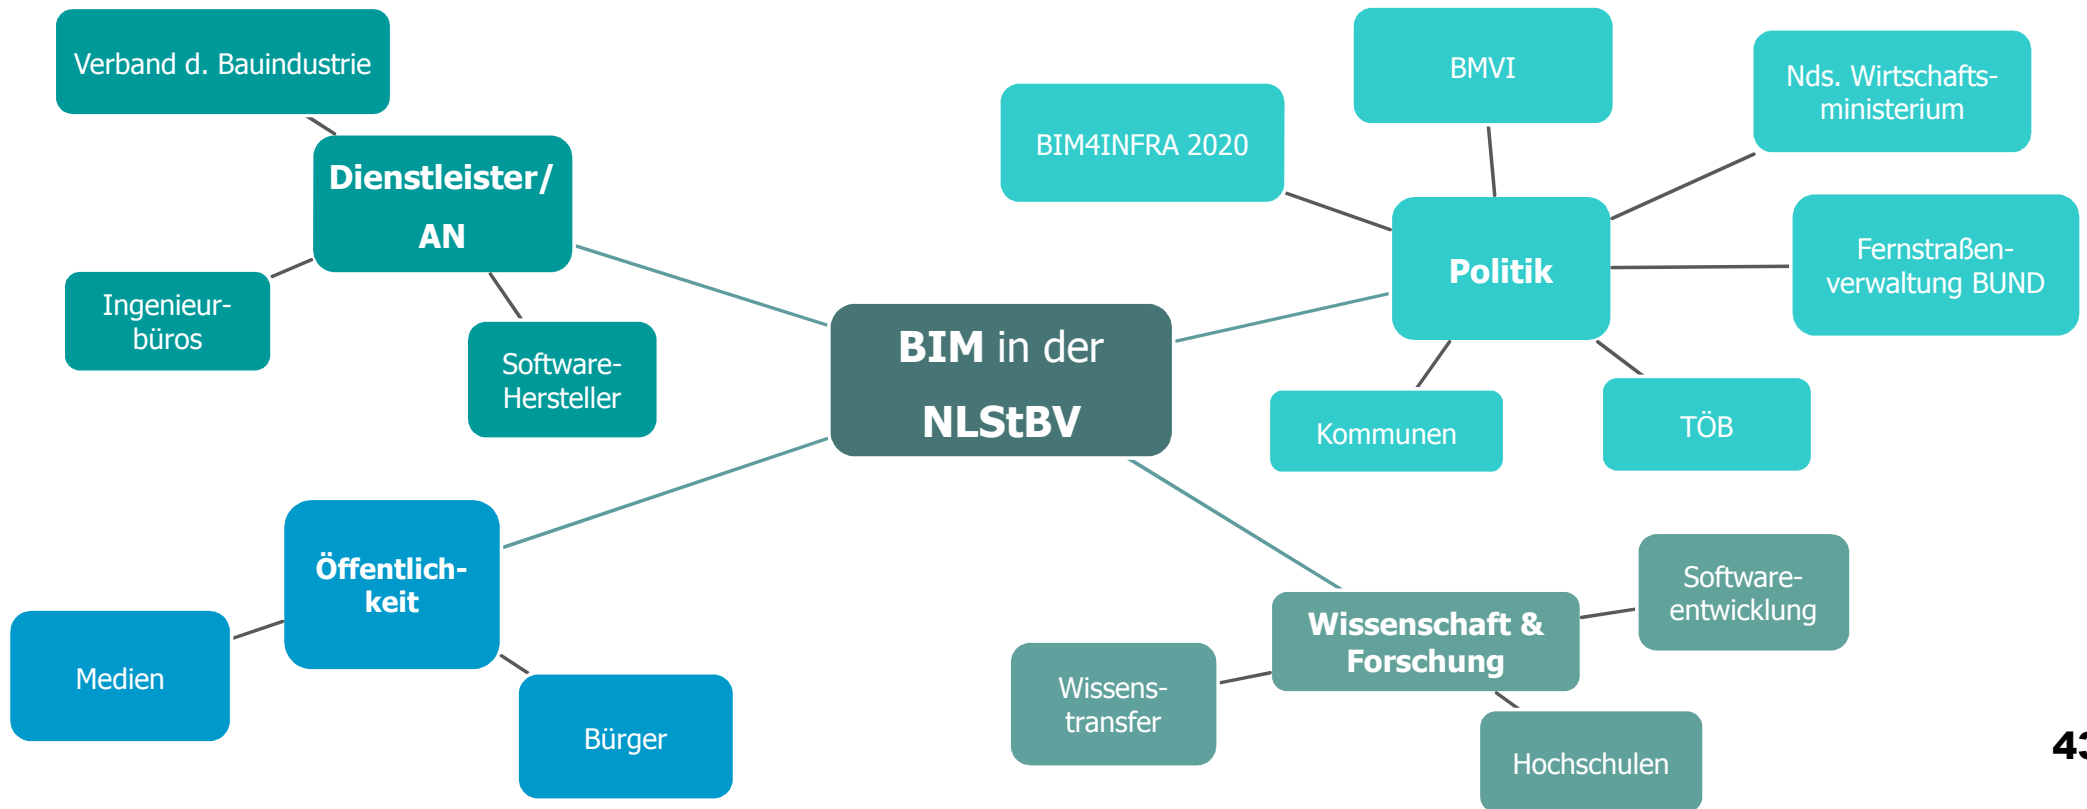 Verband d. Bauindustrie
Dienstleister/
AN
Ingenieur-
büros
Software-
Hersteller
BIM in der
NLStBV
BIM4INFRA 2020
BMVI
Nds. Wirtschafts-
ministerium
Politik
Fernstraßen-
verwaltung BUND
Kommunen
TÖB
Öffentlich-
keit
Medien
Bürger
Wissenschaft &
Forschung
Software-
entwicklung
Wissens-
transfer
Hochschulen
43